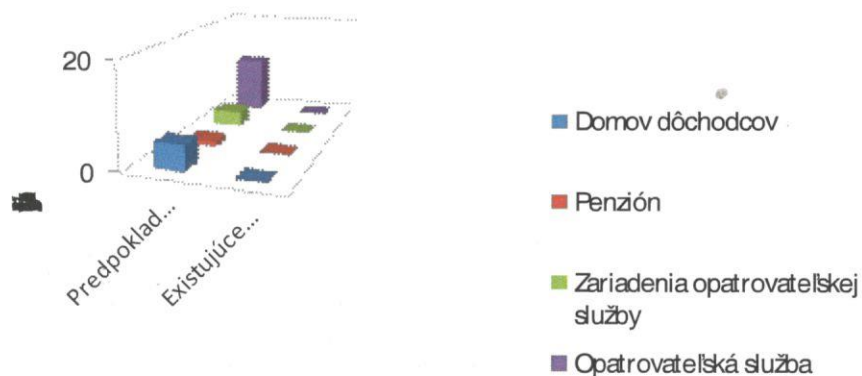 20
0
Predpoklad...
Existujúce...
Domov dôchodcov
Penzión
Zariadenia opatrovateľskej
služby
Opatrovateľská služba